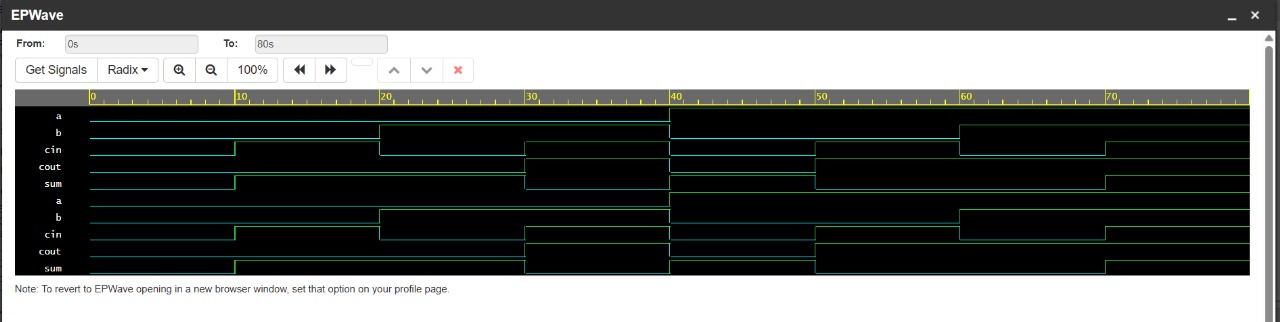 EPWave
From: 0s To: 80s
Get Signals Radix 100%
0 10 20 30 40 50 60 70
a
b
cin
cout
sum
a
b
cin
cout
sum
Note: To revert to EPWave opening in a new browser window, set that option on your profile page.